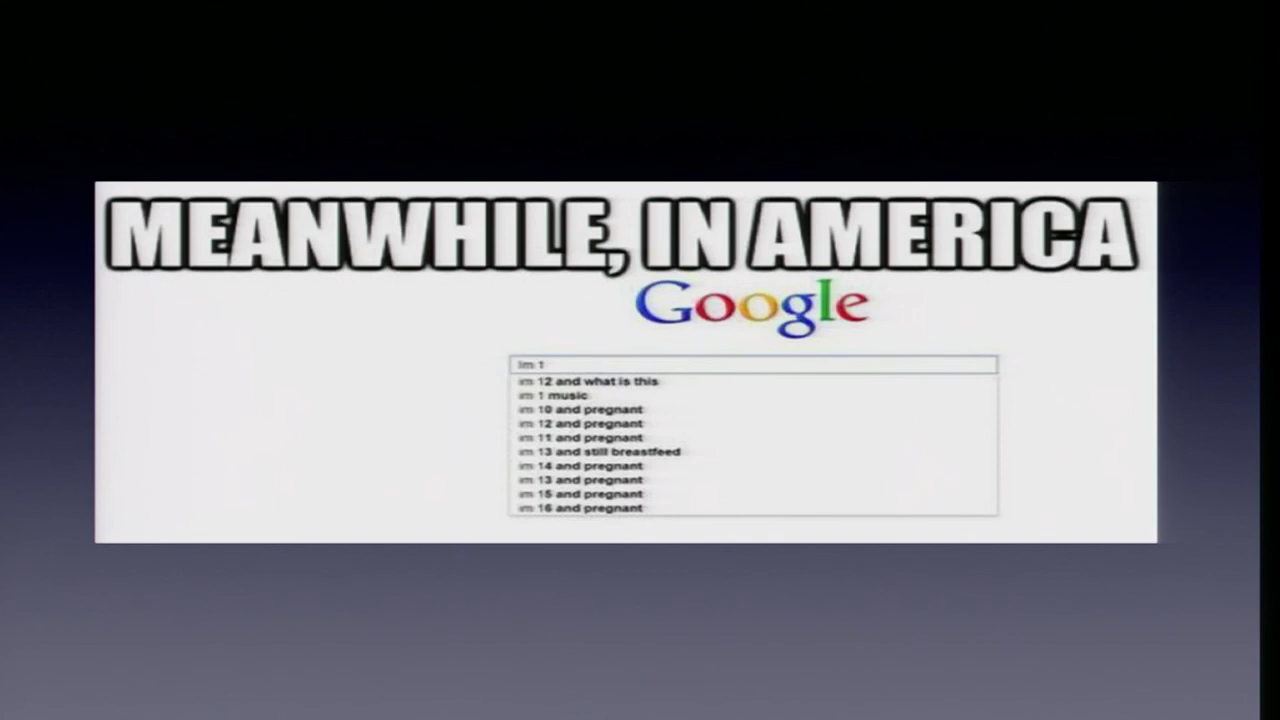 MEANWHILE, IN AMERICA
Google
im 1
im 12 and what is this
im 1 music
im 10 and pregnant
im 12 and pregnant
im 11 and pregnant
im 13 and still breastfeed
im 14 and pregnant
im 13 and pregnant
im 15 and pregnant
im 16 and pregnant